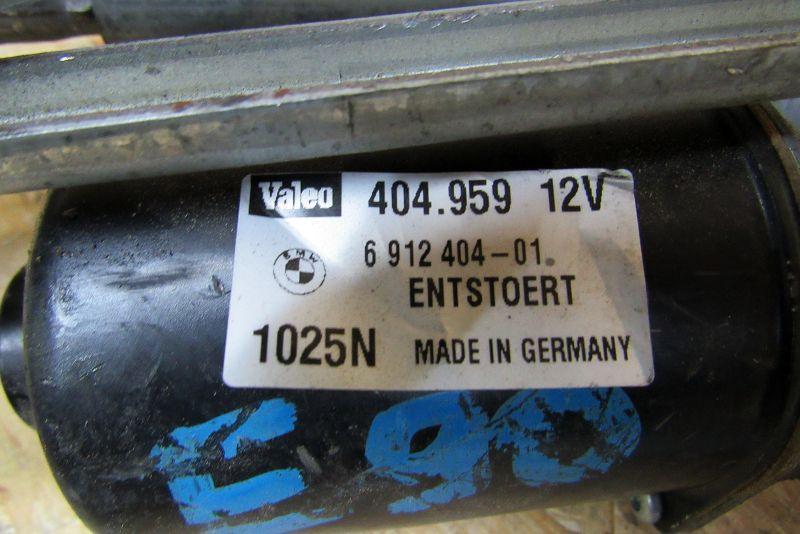 Valeo 404.959 12V
BMW 6 912 404-01
ENTSTOERT
1025N MADE IN GERMANY
E90